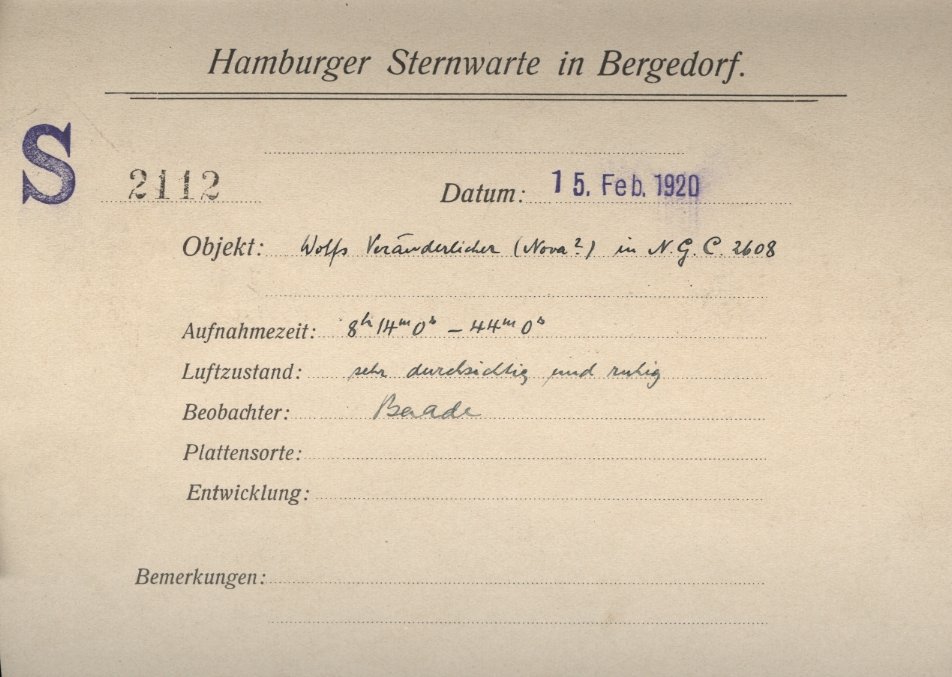 Hamburger Sternwarte in Bergedorf.
S 2112 Datum: 15. Feb. 1920
Objekt: Wolfs Veränderlicher (Nova?) in N.G.C. 2608
Aufnahmezeit: 8h 14m 0s – 44m 0s
Luftzustand: sehr durchsichtig und ruhig
Beobachter: Baade
Plattensorte:
Entwicklung:
Bemerkungen: